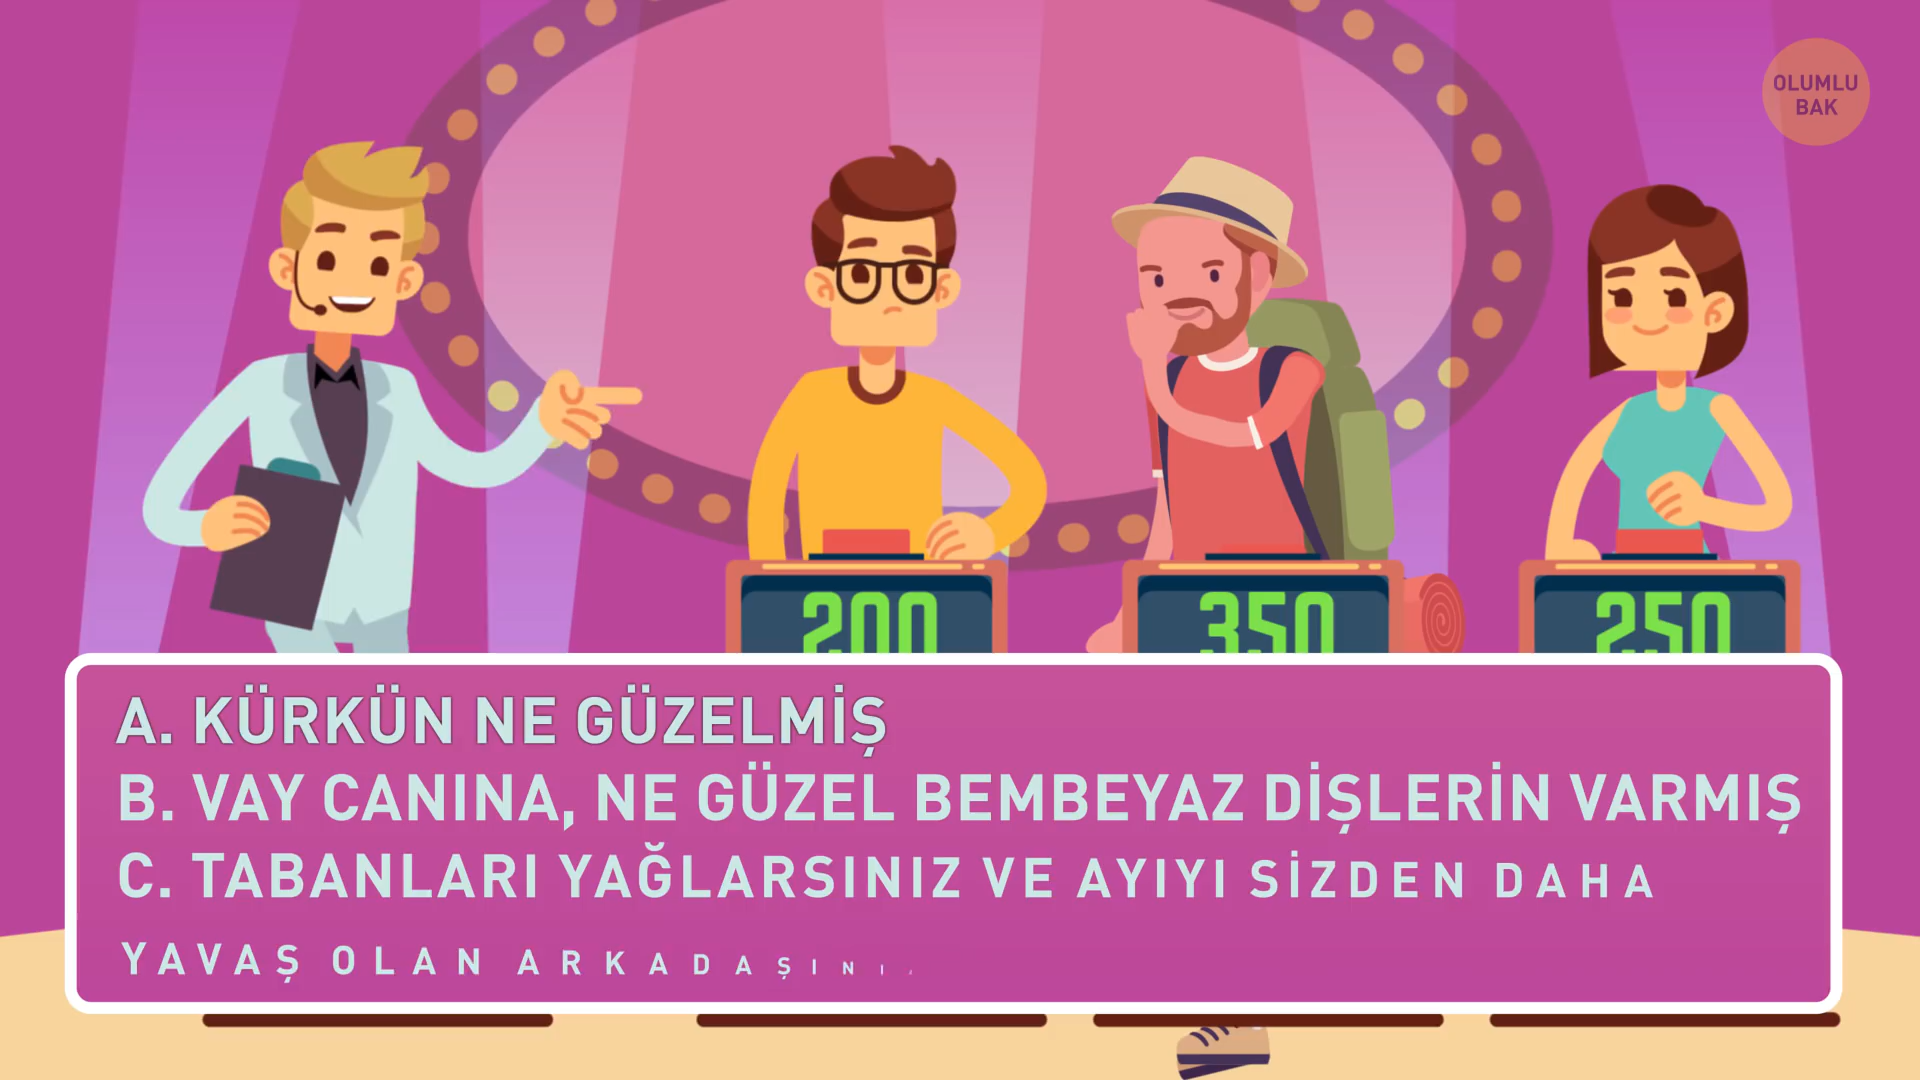 OLUMLU
BAK
200
350
250
A. KÜRKÜN NE GÜZELMİŞ
B. VAY CANINA, NE GÜZEL BEMBEYAZ DİŞLERİN VARMIŞ
C. TABANLARI YAĞLARSINIZ VE AYIYI SİZDEN DAHA
YAVAŞ OLAN